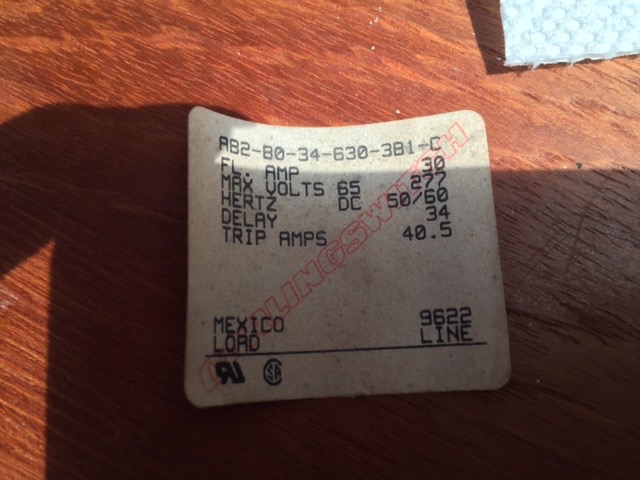 AB2-B0-34-630-3B1-C
FL. AMP 30
MAX VOLTS 65 277
HERTZ DC 50/60
DELAY 34
TRIP AMPS 40.5
CARLINGSWITCH
MEXICO 9622
LOAD LINE